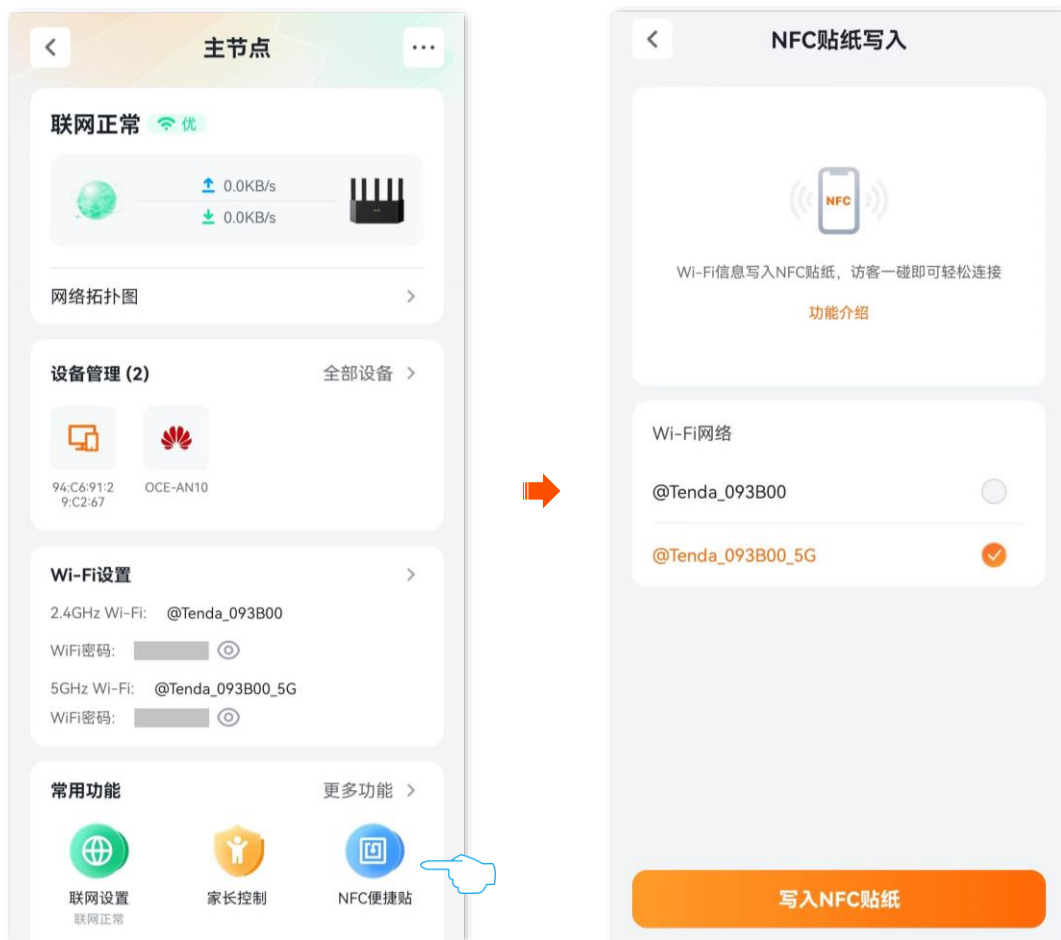 主节点
联网正常 优
0.0KB/s
0.0KB/s
网络拓扑图
设备管理 (2) 全部设备
94:C6:91:2
9:C2:67
OCE-AN10
Wi-Fi设置
2.4GHz Wi-Fi: @Tenda_093B00
WiFi密码:
5GHz Wi-Fi: @Tenda_093B00_5G
WiFi密码:
常用功能 更多功能
联网设置
联网正常
家长控制
NFC便捷贴
NFC贴纸写入
NFC
Wi-Fi信息写入NFC贴纸，访客一碰即可轻松连接
功能介绍
Wi-Fi网络
@Tenda_093B00
@Tenda_093B00_5G
写入NFC贴纸